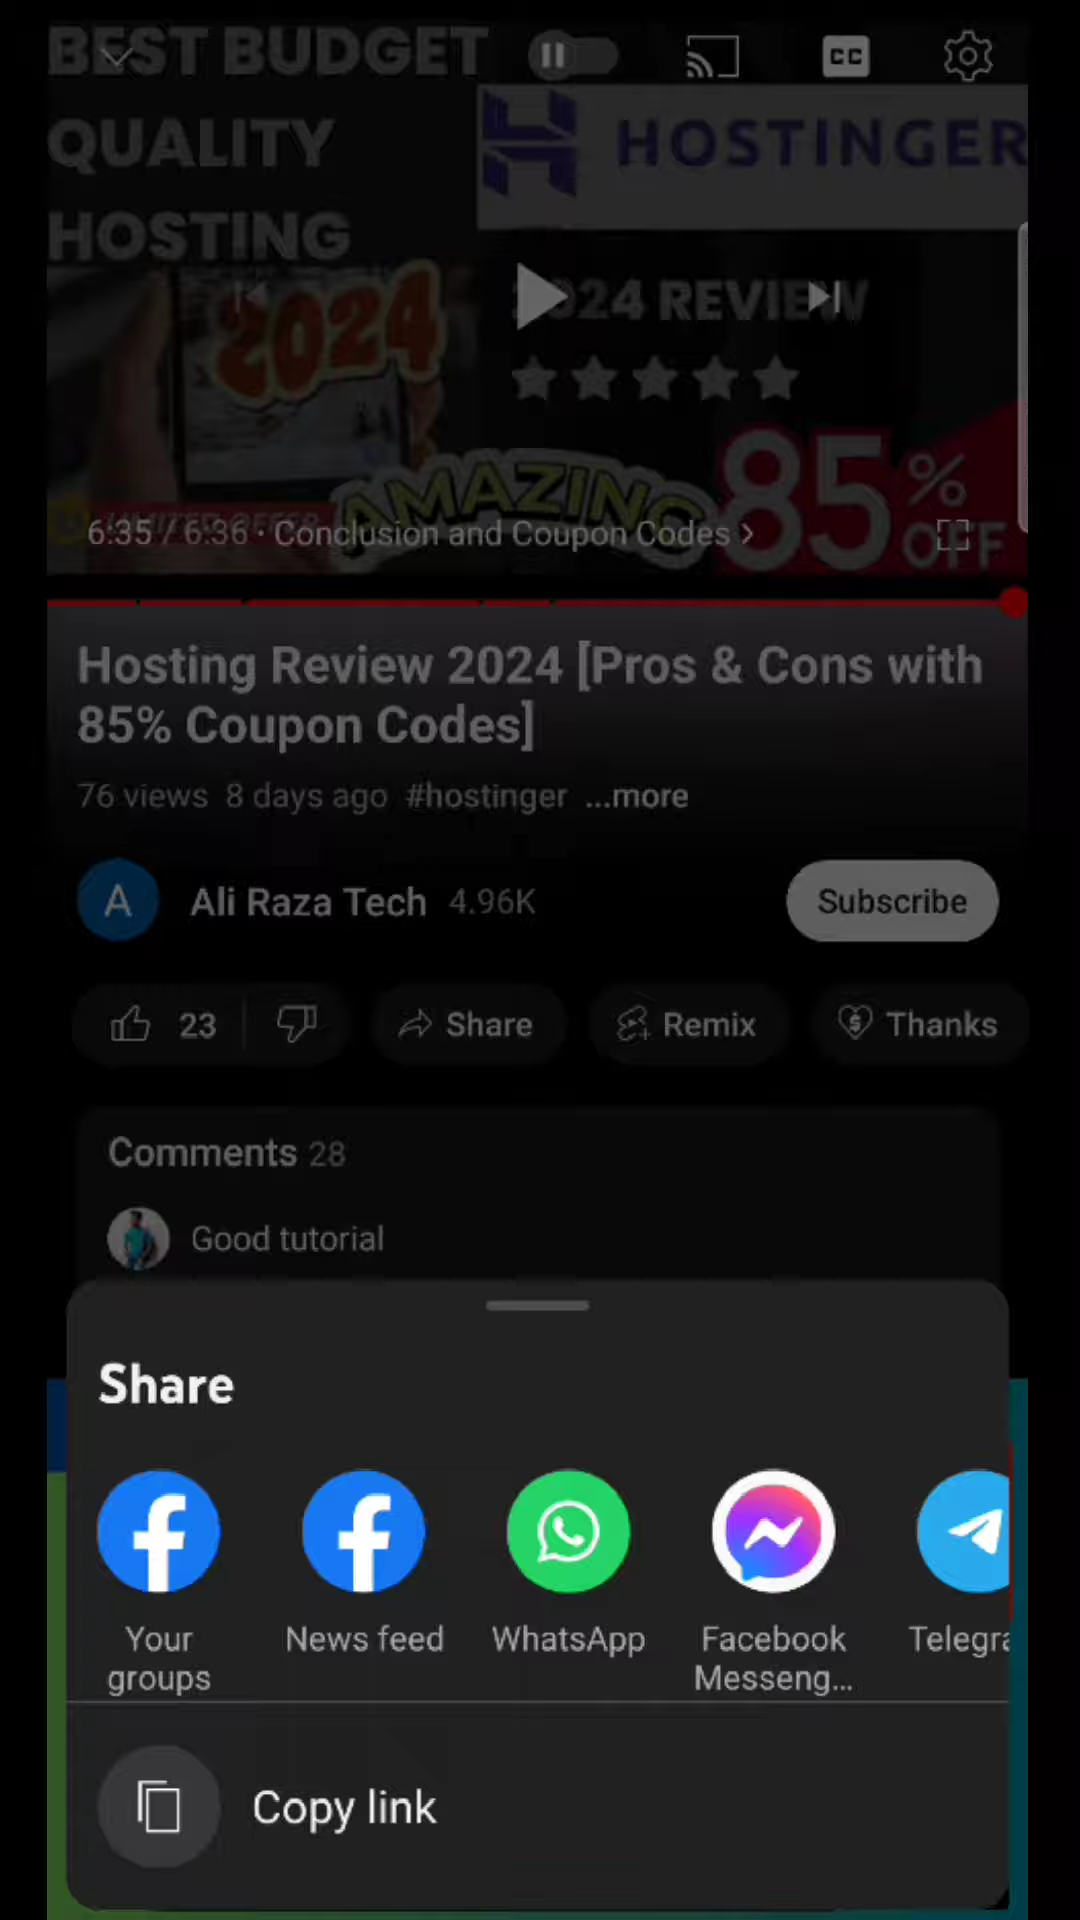 BEST BUDGET
QUALITY
HOSTING
CC
HOSTINGER
2024
2024 REVIEW
AMAZING
85% OFF
LIMITED OFFER
6:35 / 6:36 · Conclusion and Coupon Codes >
Hosting Review 2024 [Pros & Cons with
85% Coupon Codes]
76 views 8 days ago #hostinger ...more
A
Ali Raza Tech 4.96K
Subscribe
23
Share
Remix
Thanks
Comments 28
Good tutorial
Share
Your
groups
News feed
WhatsApp
Facebook
Messeng...
Telegra
Copy link